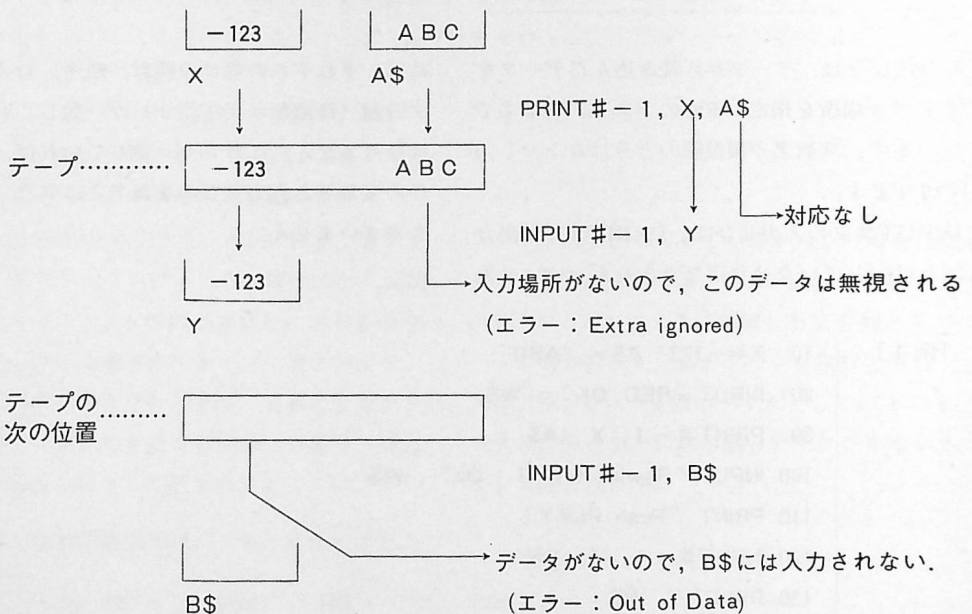 -123
ABC
X
A$
PRINT#-1, X, A$
テープ………
-123
ABC
対応なし
INPUT#-1, Y
-123
入力場所がないので，このデータは無視される
Y
(エラー：Extra ignored)
テープの………
次の位置
INPUT#-1, B$
データがないので，B$には入力されない.
B$
(エラー：Out of Data)